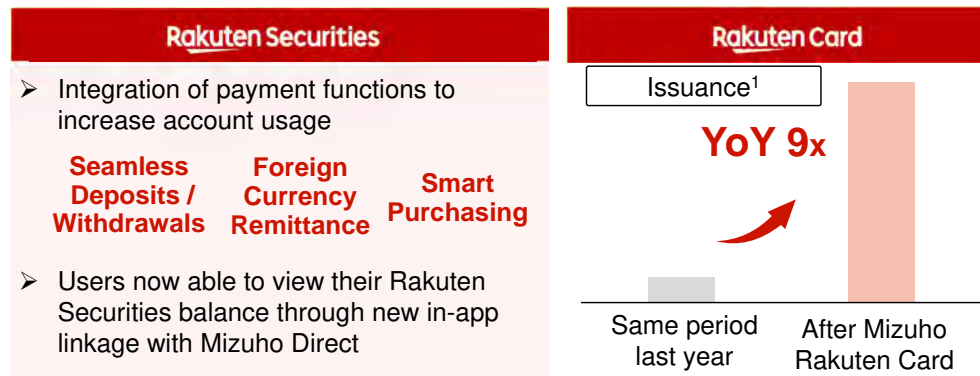 Rakuten Securities
➢ Integration of payment functions to
increase account usage
Seamless
Deposits /
Withdrawals
Foreign
Currency
Remittance
Smart
Purchasing
➢ Users now able to view their Rakuten
Securities balance through new in-app
linkage with Mizuho Direct
Rakuten Card
Issuance¹
YoY 9x
Same period
last year
After Mizuho
Rakuten Card